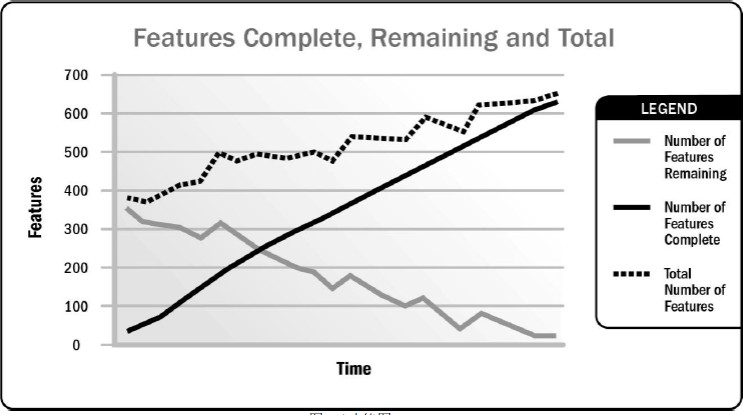 Features Complete, Remaining and Total
700
600
500
400
300
200
100
0
Features
Time
LEGEND
Number of
Features
Remaining
Number of
Features
Complete
Total
Number of
Features